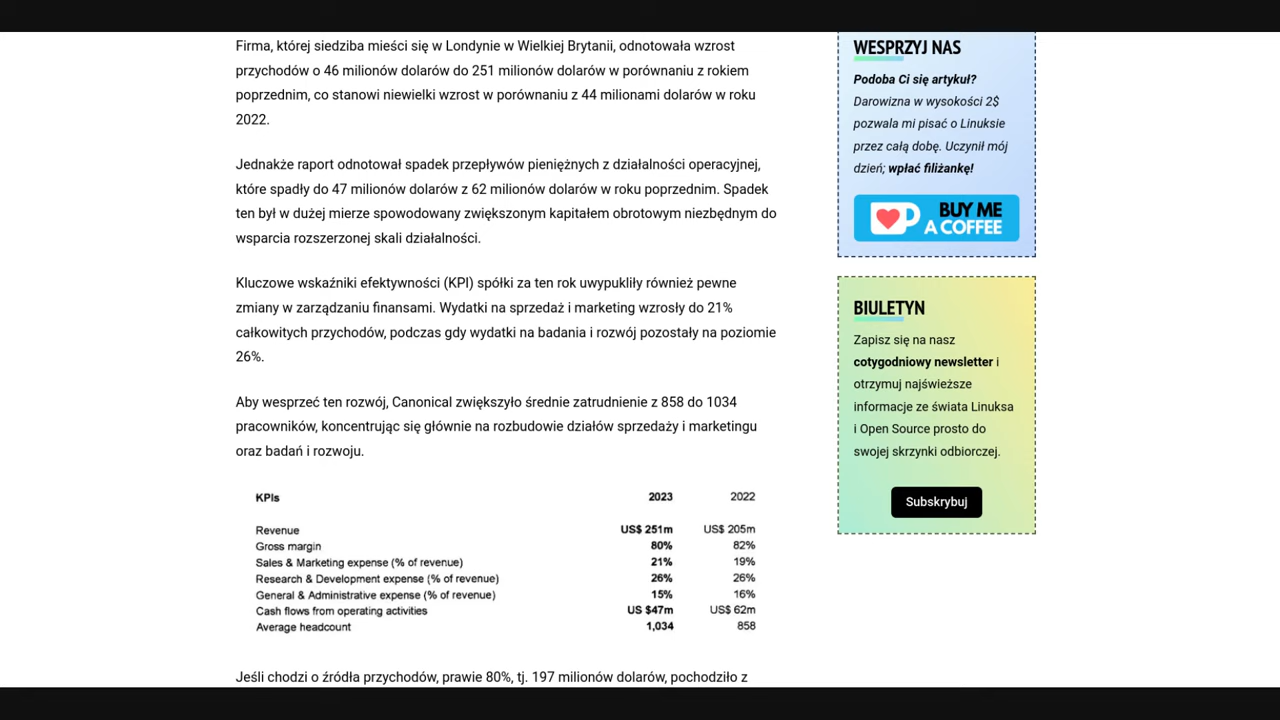 Firma, której siedziba mieści się w Londynie w Wielkiej Brytanii, odnotowała wzrost
przychodów o 46 milionów dolarów do 251 milionów dolarów w porównaniu z rokiem
poprzednim, co stanowi niewielki wzrost w porównaniu z 44 milionami dolarów w roku
2022.
Jednakże raport odnotował spadek przepływów pieniężnych z działalności operacyjnej,
które spadły do 47 milionów dolarów z 62 milionów dolarów w roku poprzednim. Spadek
ten był w dużej mierze spowodowany zwiększonym kapitałem obrotowym niezbędnym do
wsparcia rozszerzonej skali działalności.
Kluczowe wskaźniki efektywności (KPI) spółki za ten rok uwypukliły również pewne
zmiany w zarządzaniu finansami. Wydatki na sprzedaż i marketing wzrosły do 21%
całkowitych przychodów, podczas gdy wydatki na badania i rozwój pozostały na poziomie
26%.
Aby wesprzeć ten rozwój, Canonical zwiększyło średnie zatrudnienie z 858 do 1034
pracowników, koncentrując się głównie na rozbudowie działów sprzedaży i marketingu
oraz badań i rozwoju.
KPIs 2023 2022
Revenue US$ 251m US$ 205m
Gross margin 80% 82%
Sales & Marketing expense (% of revenue) 21% 19%
Research & Development expense (% of revenue) 26% 26%
General & Administrative expense (% of revenue) 15% 16%
Cash flows from operating activities US $47m US$ 62m
Average headcount 1,034 858
Jeśli chodzi o źródła przychodów, prawie 80%, tj. 197 milionów dolarów, pochodziło z
WESPRZYJ NAS
Podoba Ci się artykuł?
Darowizna w wysokości 2$
pozwala mi pisać o Linuksie
przez całą dobę. Uczynił mój
dzień; wpłać filiżankę!
BUY ME
A COFFEE
BIULETYN
Zapisz się na nasz
cotygodniowy newsletter i
otrzymuj najświeższe
informacje ze świata Linuksa
i Open Source prosto do
swojej skrzynki odbiorczej.
Subskrybuj